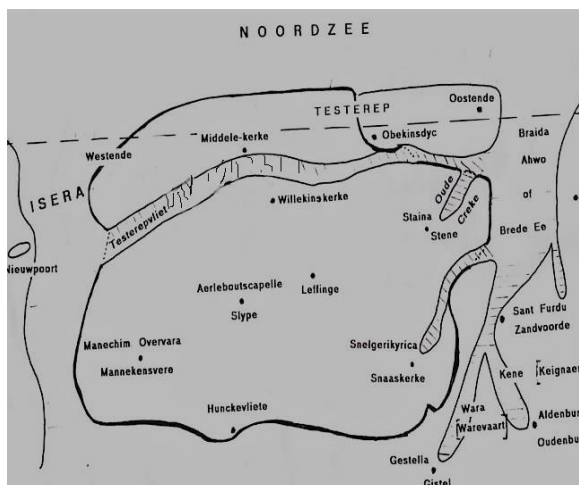 NOORDZEE
TESTEREP
Oostende
Middele-kerke
Obekinsdyc
Braida
Westende
Ahwo
ISERA
of
Brede Ee
Testerepvliet
Willekinskerke
Oude
Creke
Staina
Stene
Nieuwpoort
Aerleboutscapelle
Leffinge
Slype
Sant Furdu
Zandvoorde
Manechim Overvara
Mannekensvere
Snelgerikyrica
Snaaskerke
Kene
[Keignaer
Hunckevliete
Wara
[Warevaart]
Aldenbur
Oudenbu
Gestella
Gistel